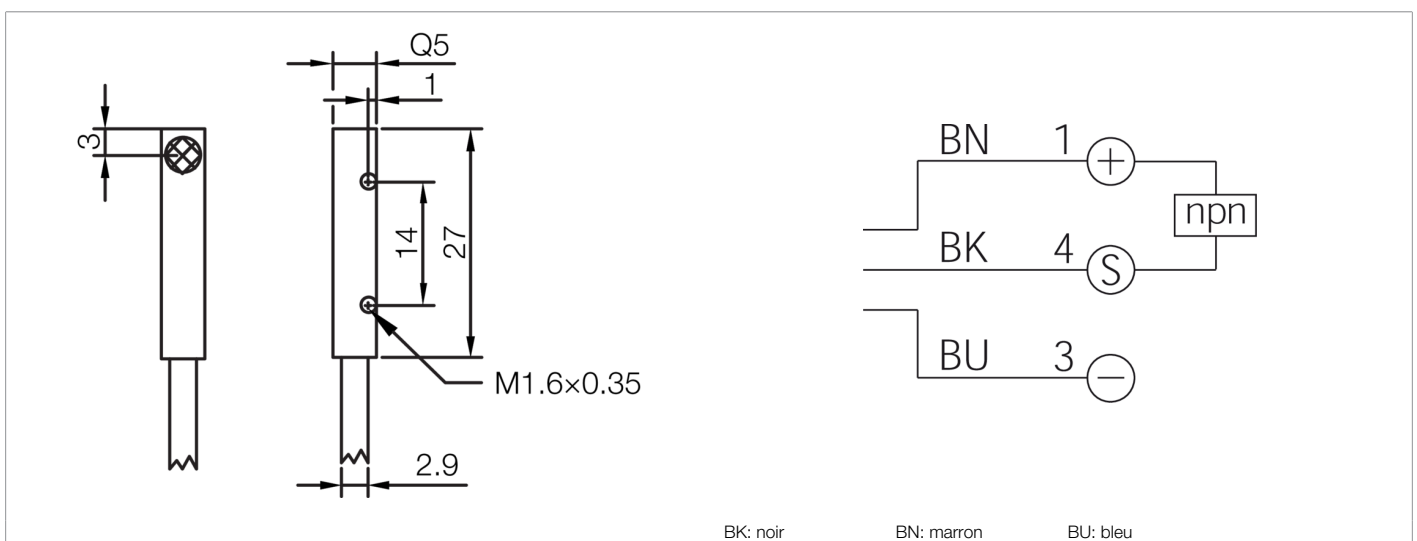 Q5
1
3
14
27
M1.6×0.35
2.9
BN 1 +
npn
BK 4 S
BU 3 −
BK: noir BN: marron BU: bleu